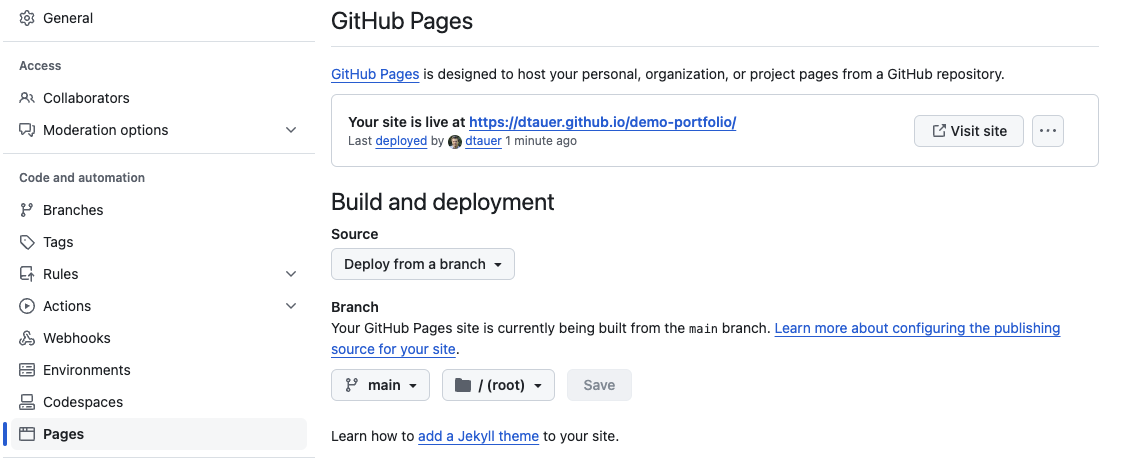 General
Access
Collaborators
Moderation options
Code and automation
Branches
Tags
Rules
Actions
Webhooks
Environments
Codespaces
Pages
GitHub Pages
GitHub Pages is designed to host your personal, organization, or project pages from a GitHub repository.
Your site is live at https://dtauer.github.io/demo-portfolio/
Last deployed by dtauer 1 minute ago
Visit site
Build and deployment
Source
Deploy from a branch
Branch
Your GitHub Pages site is currently being built from the main branch. Learn more about configuring the publishing
source for your site.
main
/ (root)
Save
Learn how to add a Jekyll theme to your site.